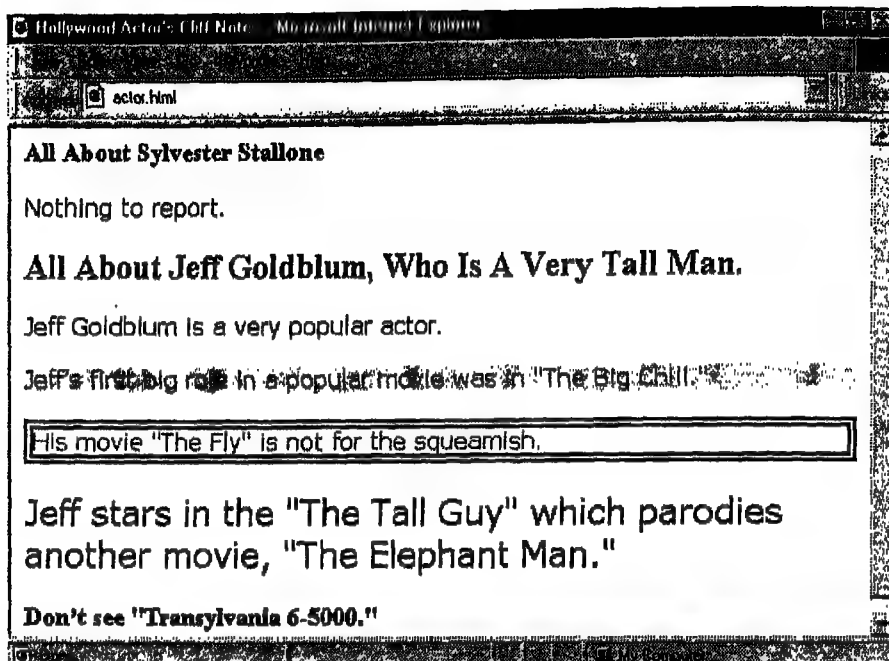 Hollywood Actor's Cliff Note Microsoft Internet Explorer
actor.html
All About Sylvester Stallone
Nothing to report.
All About Jeff Goldblum, Who Is A Very Tall Man.
Jeff Goldblum is a very popular actor.
Jeff's first big role in a popular movie was in "The Big Chill."
His movie "The Fly" is not for the squeamish.
Jeff stars in the "The Tall Guy" which parodies
another movie, "The Elephant Man."
Don't see "Transylvania 6-5000."
My Computer